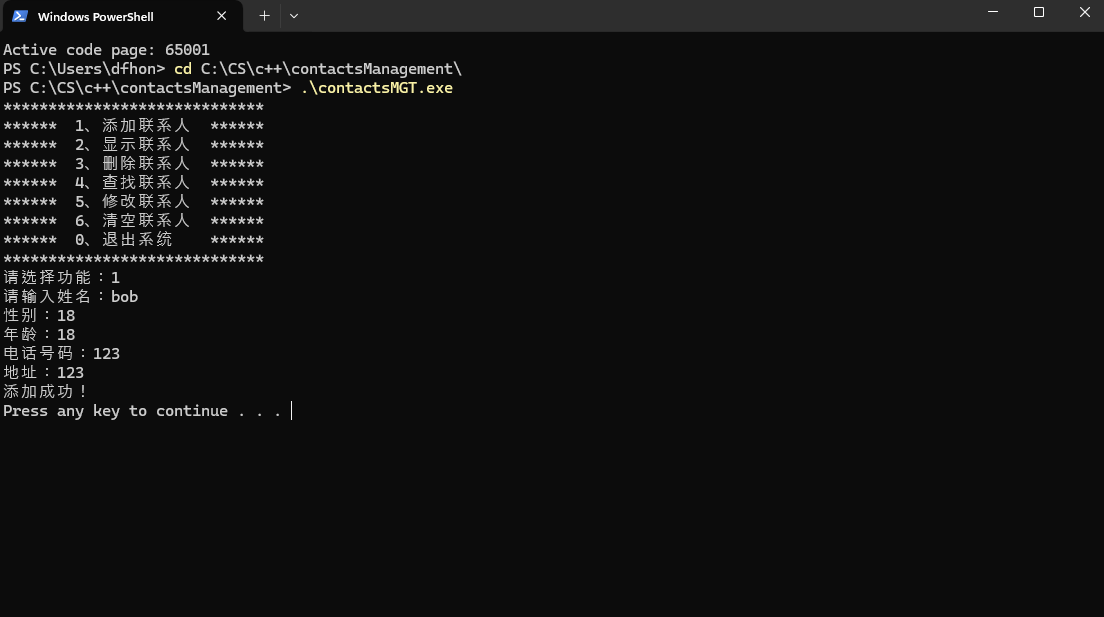 Windows PowerShell
Active code page: 65001
PS C:\Users\dfhon> cd C:\CS\c++\contactsManagement\
PS C:\CS\c++\contactsManagement> .\contactsMGT.exe
*****************************
****** 1、添加联系人 ******
****** 2、显示联系人 ******
****** 3、删除联系人 ******
****** 4、查找联系人 ******
****** 5、修改联系人 ******
****** 6、清空联系人 ******
****** 0、退出系统 ******
*****************************
请选择功能：1
请输入姓名：bob
性别：18
年龄：18
电话号码：123
地址：123
添加成功！
Press any key to continue . . .